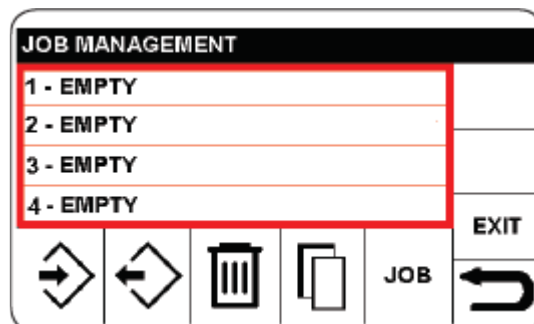 JOB MANAGEMENT
1 - EMPTY
2 - EMPTY
3 - EMPTY
4 - EMPTY
EXIT
JOB